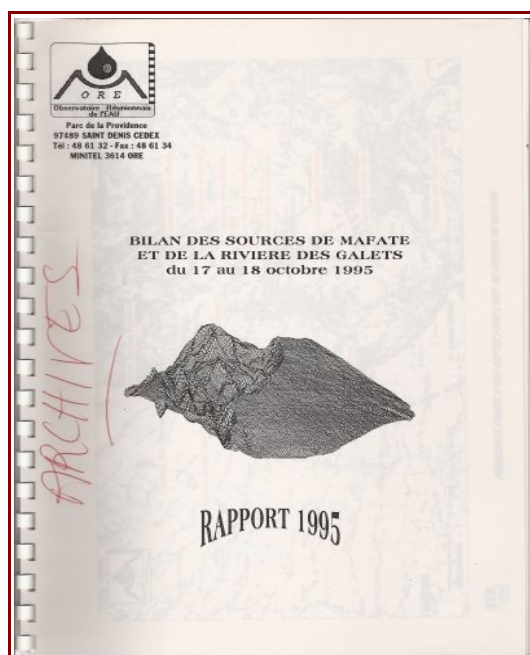 O R E
Observatoire Réunionnais
de l'EAU
Parc de la Providence
97489 SAINT DENIS CEDEX
Tél : 48 61 32 - Fax : 48 61 34
MINITEL 3614 ORE
BILAN DES SOURCES DE MAFATE
ET DE LA RIVIERE DES GALETS
du 17 au 18 octobre 1995
ARCHIVES
RAPPORT 1995